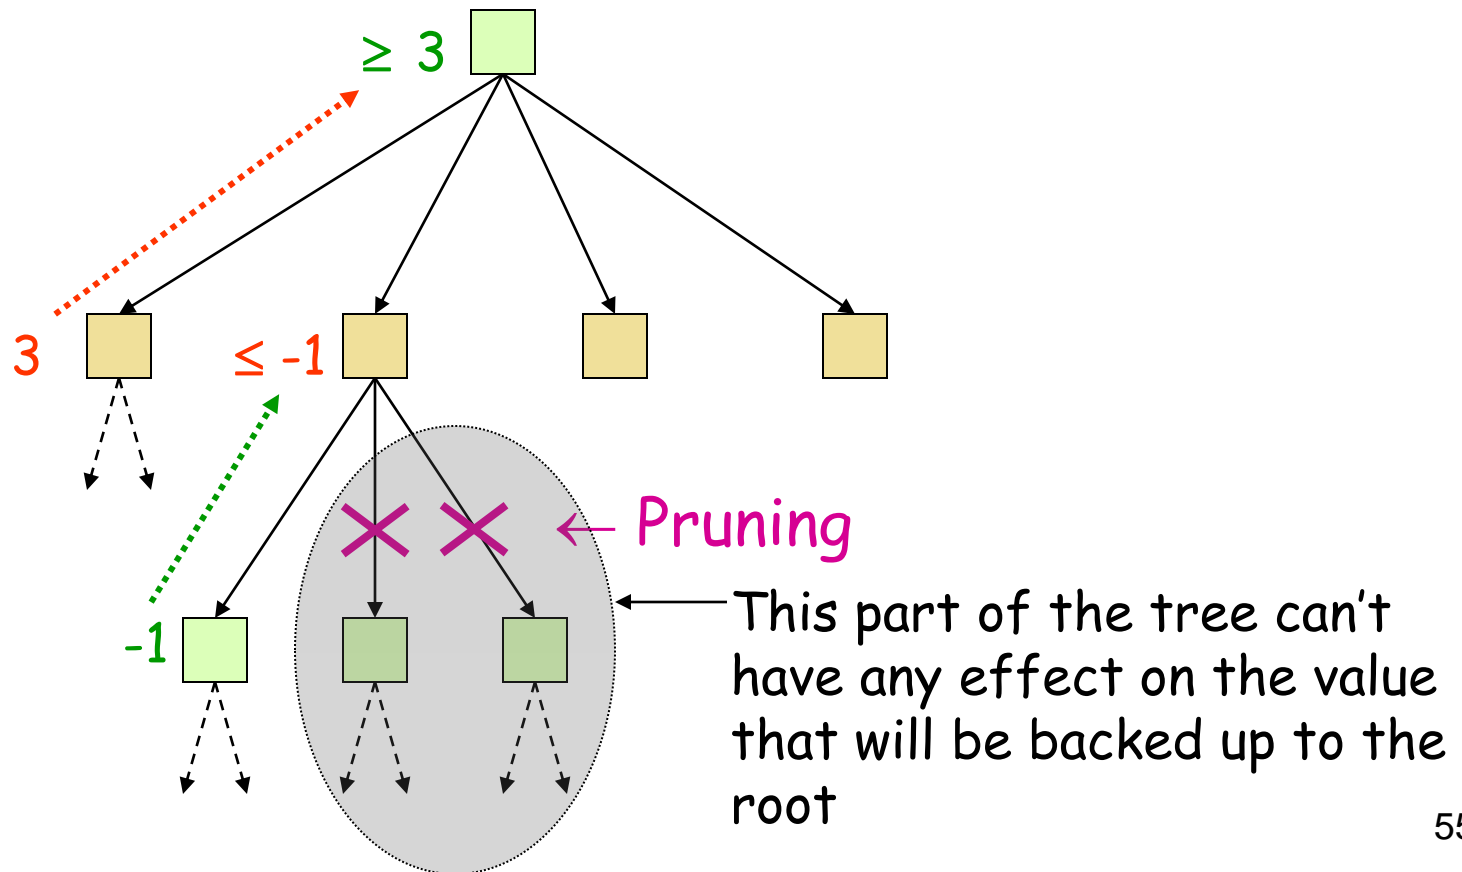 ≥ 3
3
≤ -1
← Pruning
-1
This part of the tree can't
have any effect on the value
that will be backed up to the
root
55